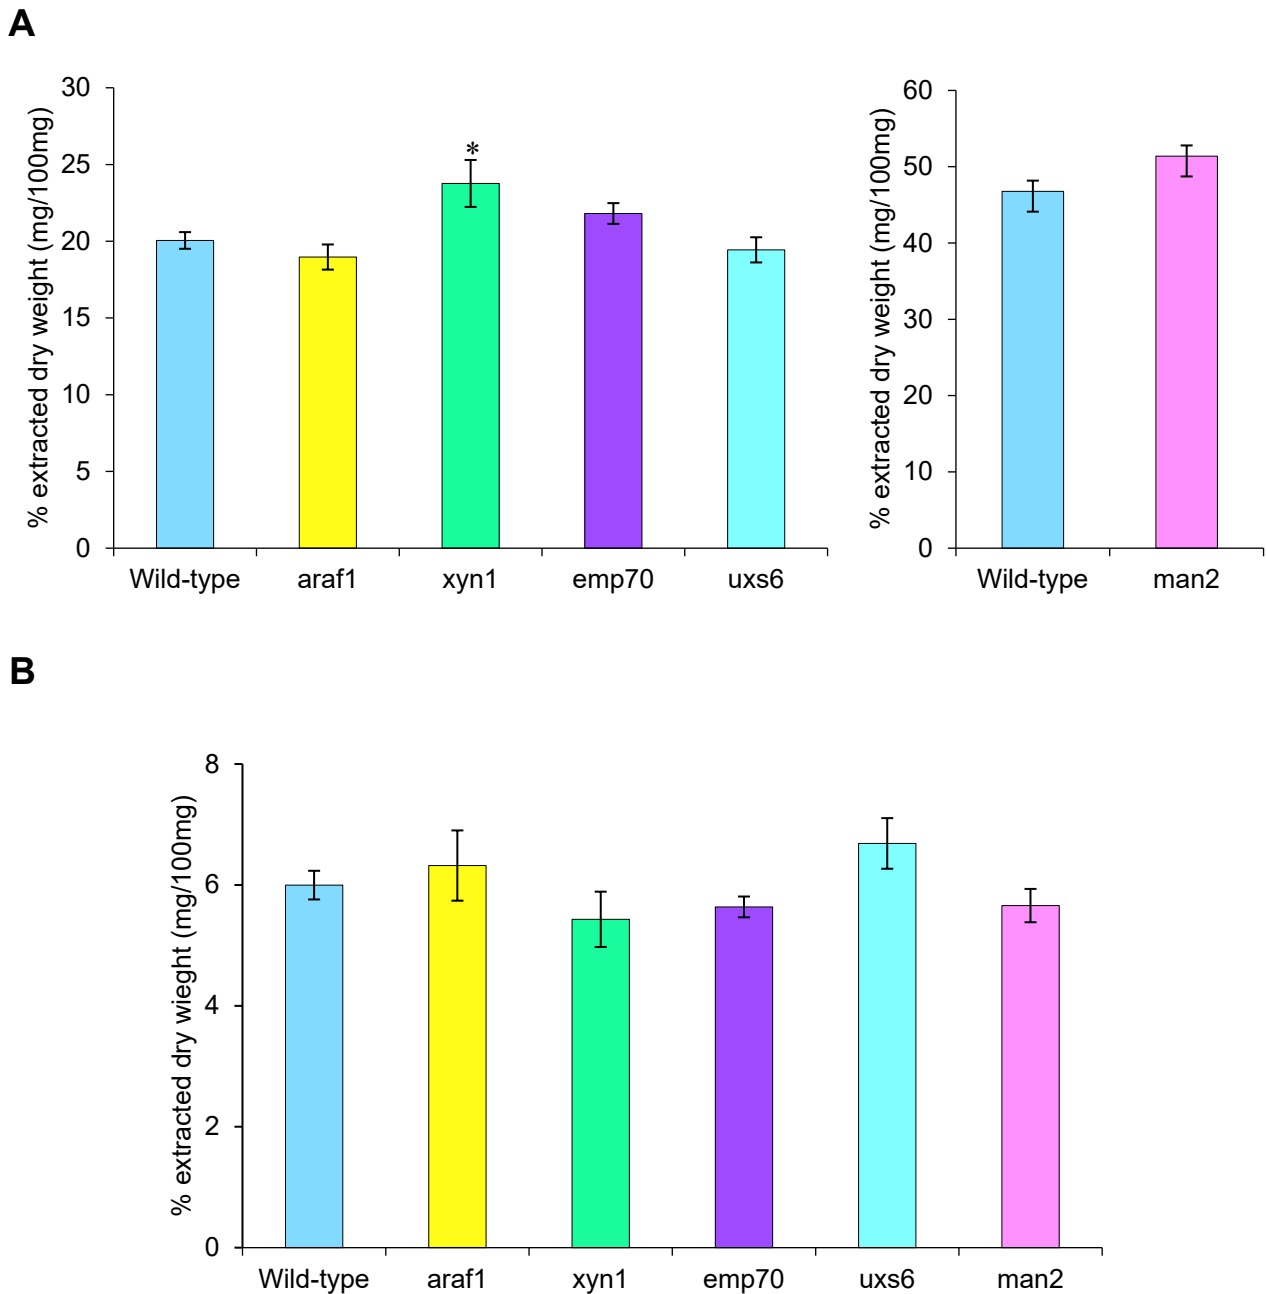 A
% extracted dry weight (mg/100mg)
30
25
20
15
10
5
0
*
Wild-type araf1 xyn1 emp70 uxs6
% extracted dry weight (mg/100mg)
60
50
40
30
20
10
0
Wild-type man2
B
% extracted dry wieght (mg/100mg)
8
6
4
2
0
Wild-type araf1 xyn1 emp70 uxs6 man2